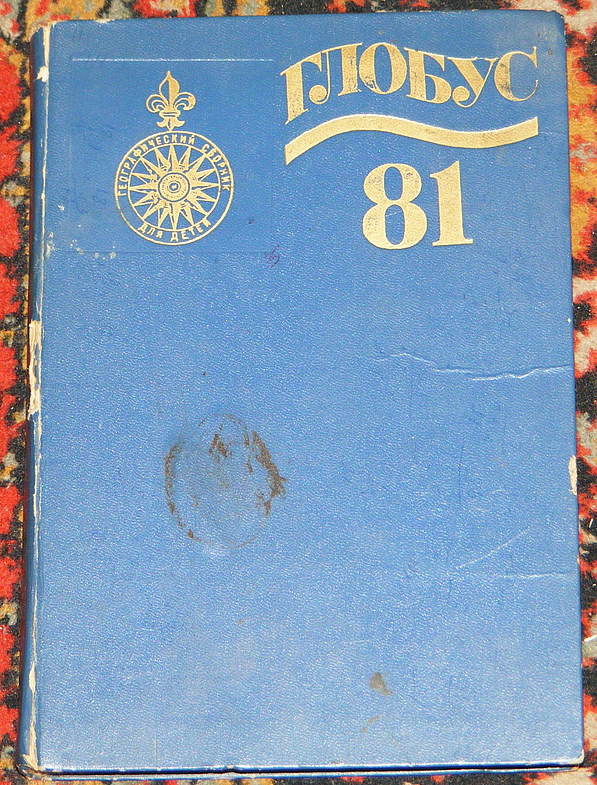 ГЛОБУС
81
ГЕОГРАФИЧЕСКИЙ СБОРНИК
ДЛЯ ДЕТЕЙ